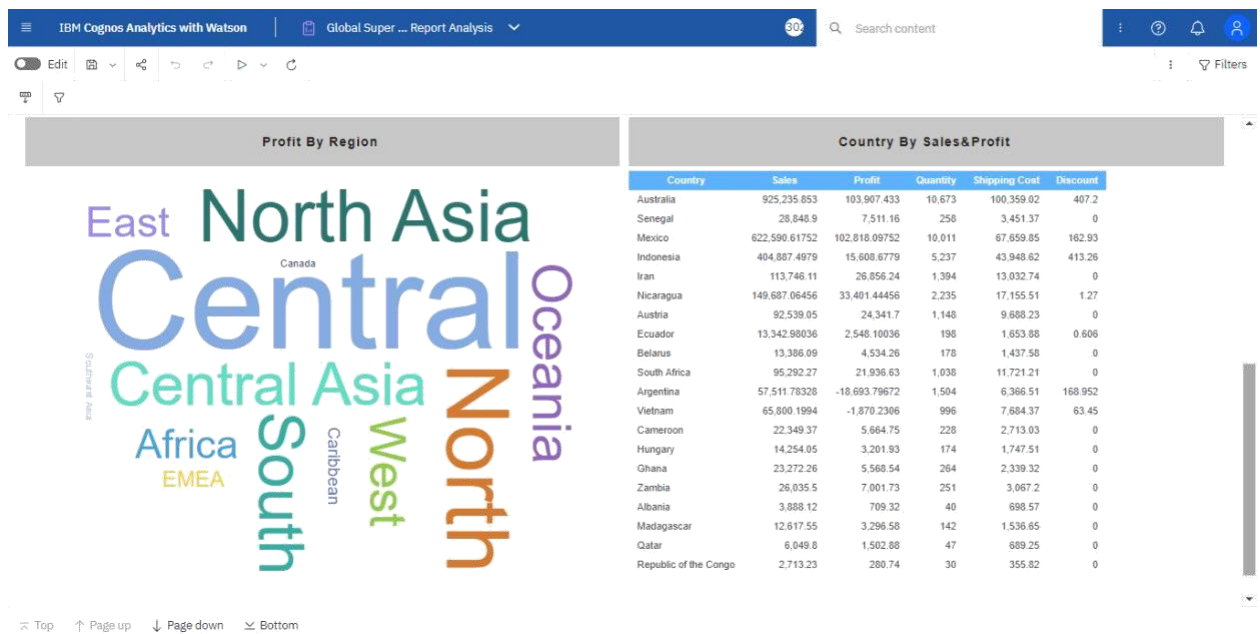 IBM Cognos Analytics with Watson
Global Super ... Report Analysis
302
Search content
Edit
Filters
Profit By Region
East
North Asia
Canada
Central
Oceania
Southeast Asia
Central Asia
North
Africa
South
Caribbean
West
EMEA
Country By Sales&Profit
Country Sales Profit Quantity Shipping Cost Discount
Australia 925,235.853 103,907.433 10,673 100,359.02 407.2
Senegal 28,848.9 7,511.16 258 3,451.37 0
Mexico 622,590.61752 102,818.09752 10,011 67,659.85 162.93
Indonesia 404,887.4979 15,608.6779 5,237 43,948.62 413.26
Iran 113,746.11 26,856.24 1,394 13,032.74 0
Nicaragua 149,687.06456 33,401.44456 2,235 17,155.51 1.27
Austria 92,539.05 24,341.7 1,148 9,688.23 0
Ecuador 13,342.98036 2,548.10036 198 1,653.88 0.606
Belarus 13,386.09 4,534.26 178 1,437.58 0
South Africa 95,292.27 21,936.63 1,038 11,721.21 0
Argentina 57,511.78328 -18,693.79672 1,504 6,366.51 168.952
Vietnam 65,800.1994 -1,870.2306 996 7,684.37 63.45
Cameroon 22,349.37 5,664.75 228 2,713.03 0
Hungary 14,254.05 3,201.93 174 1,747.51 0
Ghana 23,272.26 5,568.54 264 2,339.32 0
Zambia 26,035.5 7,001.73 251 3,067.2 0
Albania 3,888.12 709.32 40 698.57 0
Madagascar 12,617.55 3,296.58 142 1,536.65 0
Qatar 6,049.8 1,502.88 47 689.25 0
Republic of the Congo 2,713.23 280.74 30 355.82 0
Top
Page up
Page down
Bottom